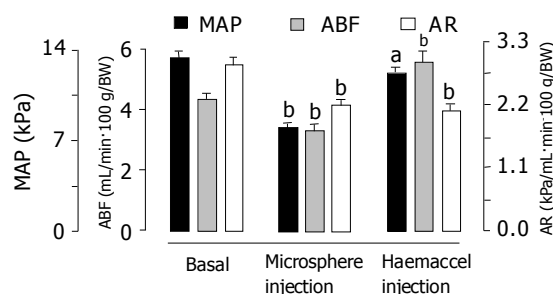 MAP ABF AR
14
7
0
MAP (kPa)
6
4
2
0
ABF (mL/min·100 g/BW)
b b b
a b b
3.3
2.2
1.1
0.0
AR (kPa/mL·min·100 g/BW)
Basal
Microsphere
injection
Haemaccel
injection